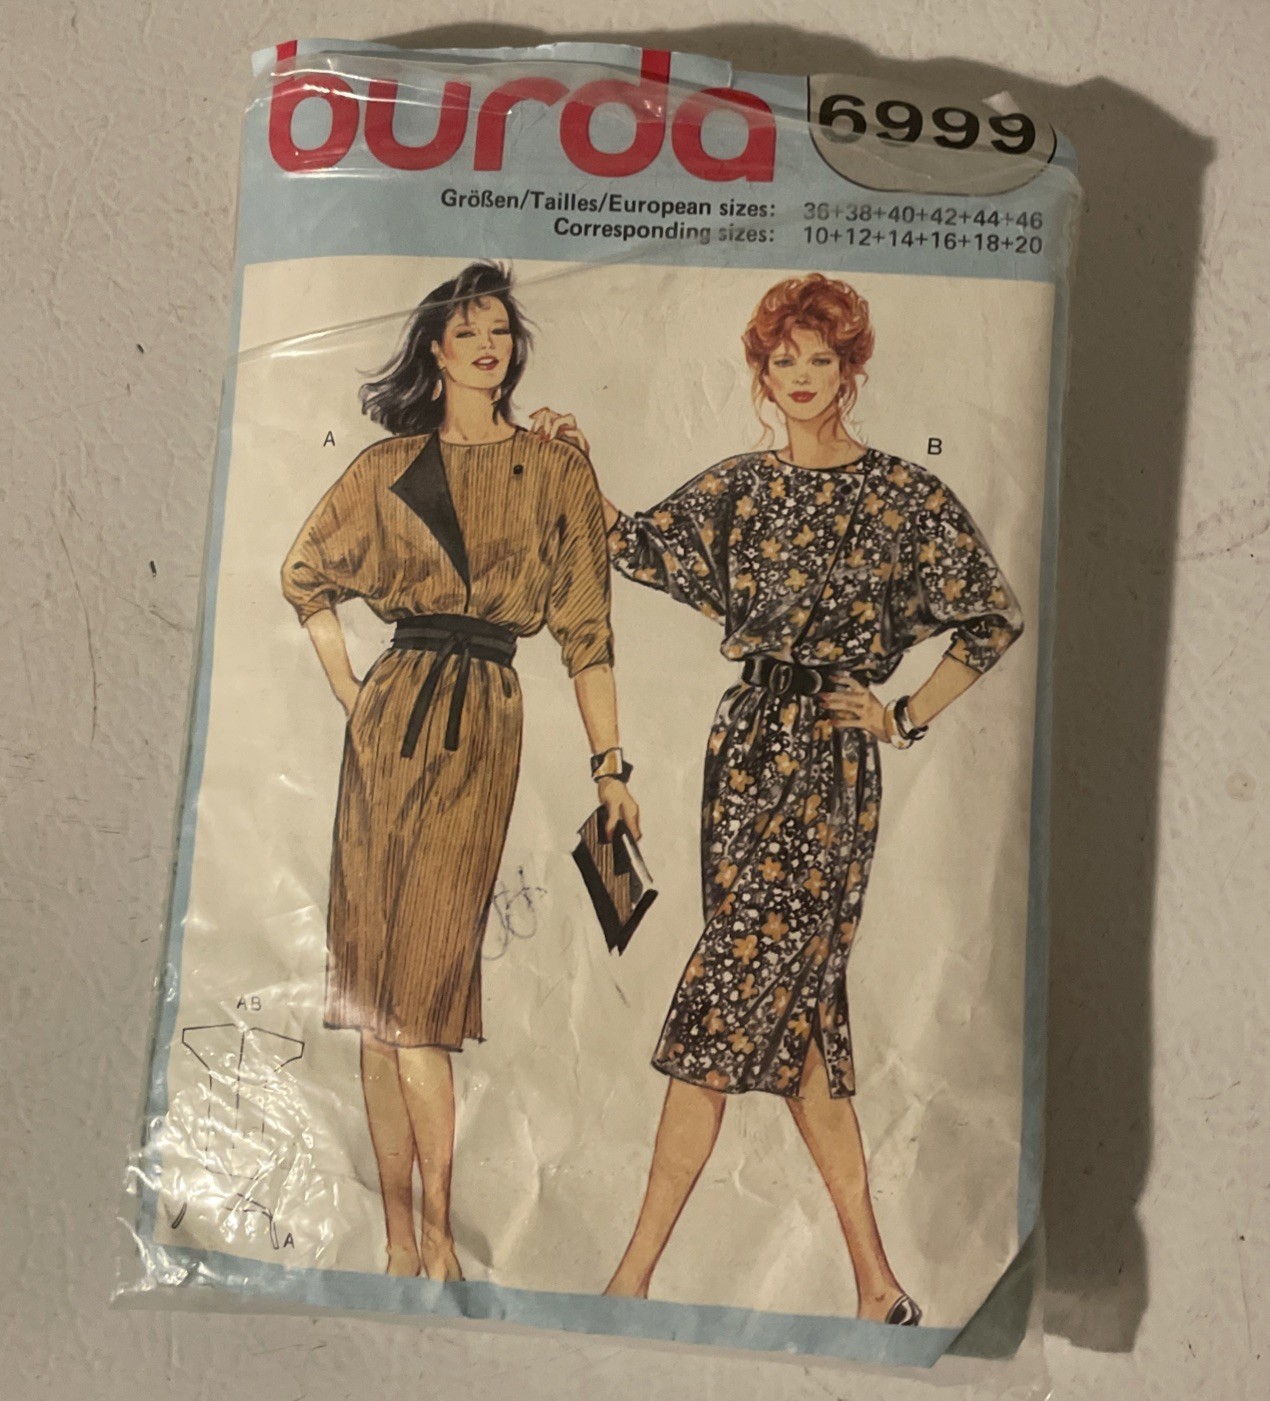 burda
6999
Größen/Tailles/European sizes: 36+38+40+42+44+46
Corresponding sizes: 10+12+14+16+18+20
A
B
AB
A